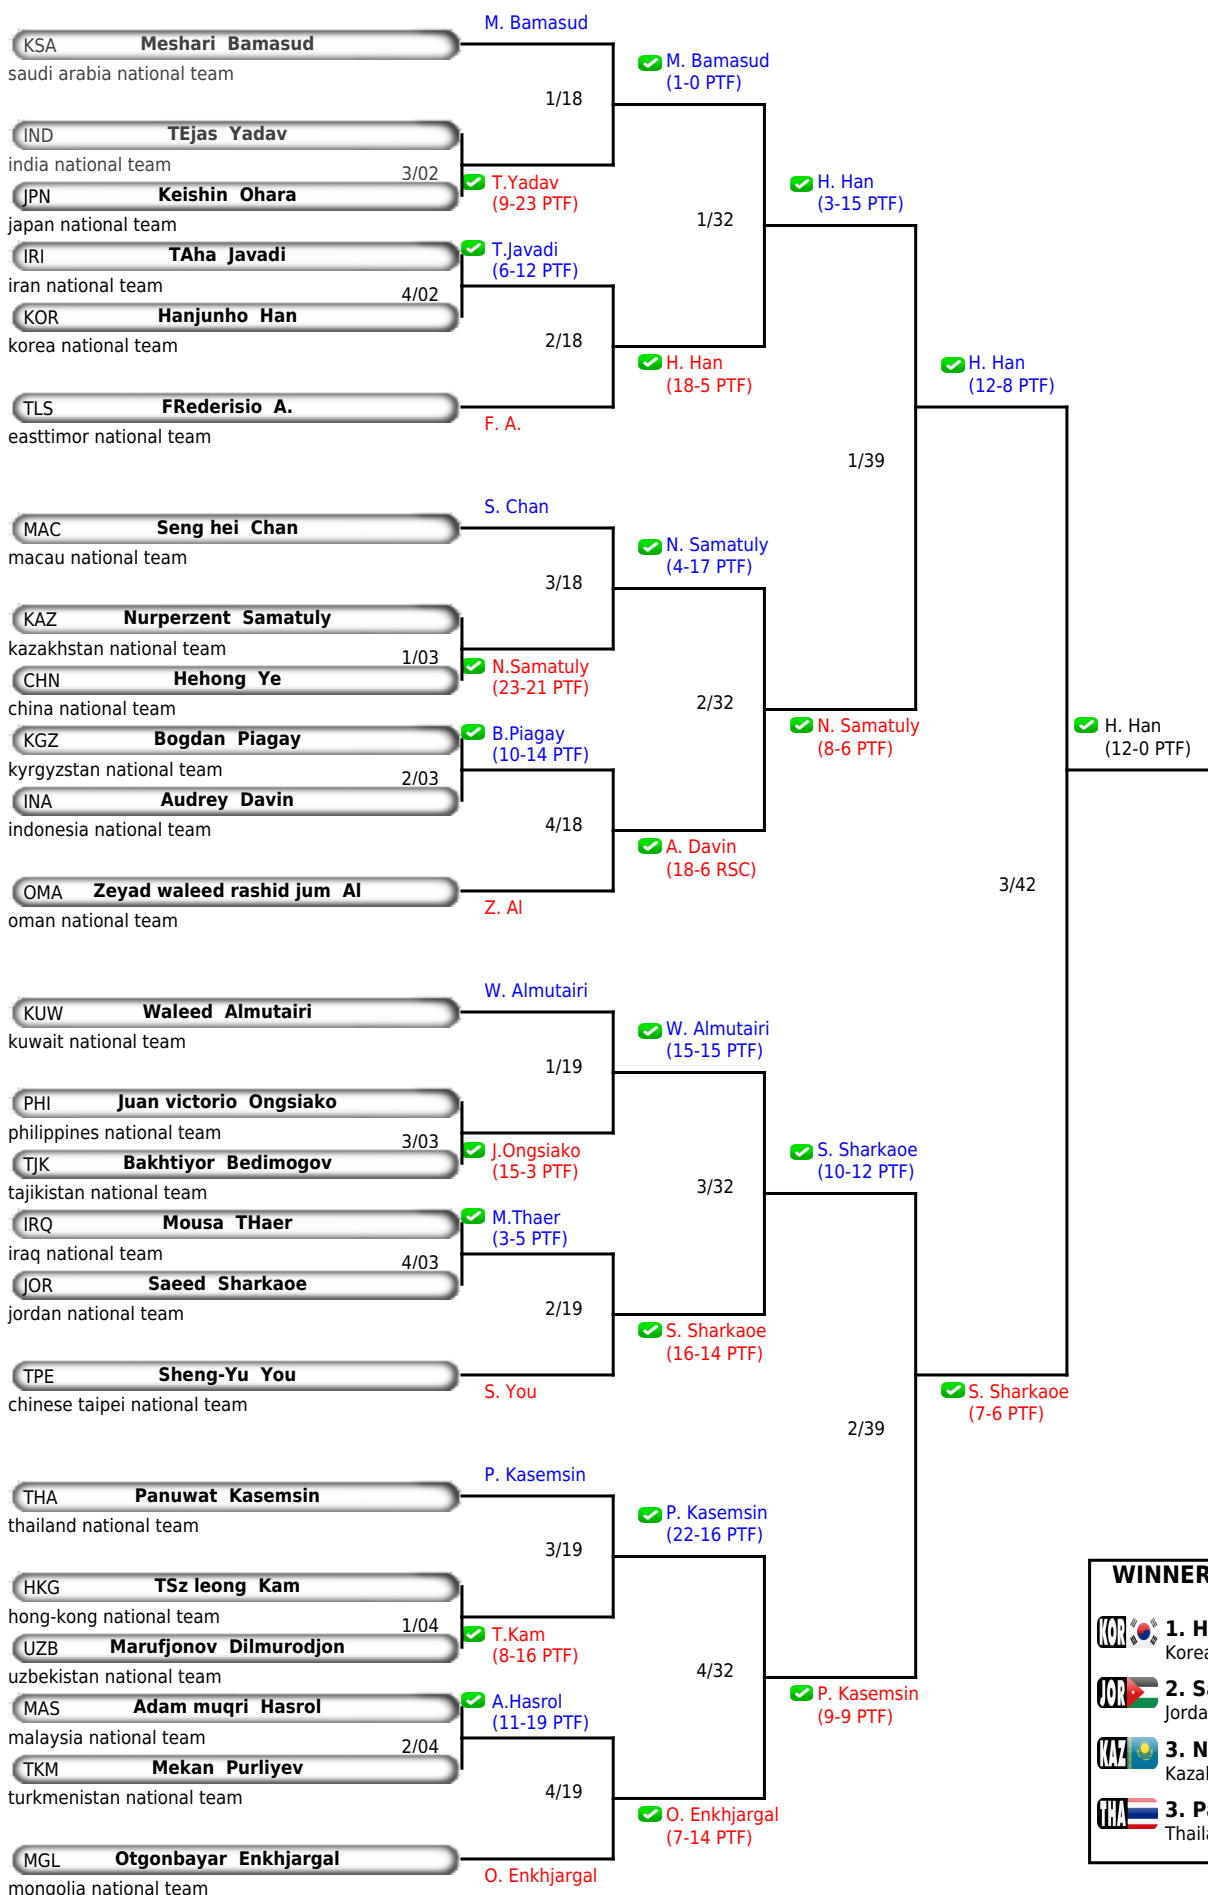 M. Bamasud
KSA Meshari Bamasud
saudi arabia national team
M. Bamasud
(1-0 PTF)
1/18
IND TEjas Yadav
india national team
3/02
T.Yadav
(9-23 PTF)
JPN Keishin Ohara
japan national team
H. Han
(3-15 PTF)
1/32
IRI TAha Javadi
iran national team
T.Javadi
(6-12 PTF)
4/02
KOR Hanjunho Han
korea national team
2/18
H. Han
(18-5 PTF)
H. Han
(12-8 PTF)
TLS FRederisio A.
easttimor national team
F. A.
1/39
S. Chan
MAC Seng hei Chan
macau national team
N. Samatuly
(4-17 PTF)
3/18
KAZ Nurperzent Samatuly
kazakhstan national team
1/03
N.Samatuly
(23-21 PTF)
CHN Hehong Ye
china national team
2/32
KGZ Bogdan Piagay
kyrgyzstan national team
B.Piagay
(10-14 PTF)
N. Samatuly
(8-6 PTF)
H. Han
(12-0 PTF)
2/03
INA Audrey Davin
indonesia national team
4/18
A. Davin
(18-6 RSC)
OMA Zeyad waleed rashid jum Al
oman national team
Z. Al
3/42
W. Almutairi
KUW Waleed Almutairi
kuwait national team
W. Almutairi
(15-15 PTF)
1/19
PHI Juan victorio Ongsiako
philippines national team
3/03
J.Ongsiako
(15-3 PTF)
TJK Bakhtiyor Bedimogov
tajikistan national team
S. Sharkaoe
(10-12 PTF)
3/32
IRQ Mousa THaer
iraq national team
M.Thaer
(3-5 PTF)
4/03
JOR Saeed Sharkaoe
jordan national team
2/19
S. Sharkaoe
(16-14 PTF)
TPE Sheng-Yu You
chinese taipei national team
S. You
S. Sharkaoe
(7-6 PTF)
2/39
P. Kasemsin
THA Panuwat Kasemsin
thailand national team
P. Kasemsin
(22-16 PTF)
3/19
HKG TSz leong Kam
hong-kong national team
1/04
T.Kam
(8-16 PTF)
UZB Marufjonov Dilmurodjon
uzbekistan national team
4/32
MAS Adam muqri Hasrol
malaysia national team
A.Hasrol
(11-19 PTF)
P. Kasemsin
(9-9 PTF)
2/04
TKM Mekan Purliyev
turkmenistan national team
4/19
O. Enkhjargal
(7-14 PTF)
MGL Otgonbayar Enkhjargal
mongolia national team
O. Enkhjargal
WINNER
KOR 1. H
Korea
JOR 2. Sa
Jorda
KAZ 3. N
Kazal
THA 3. Pa
Thaila